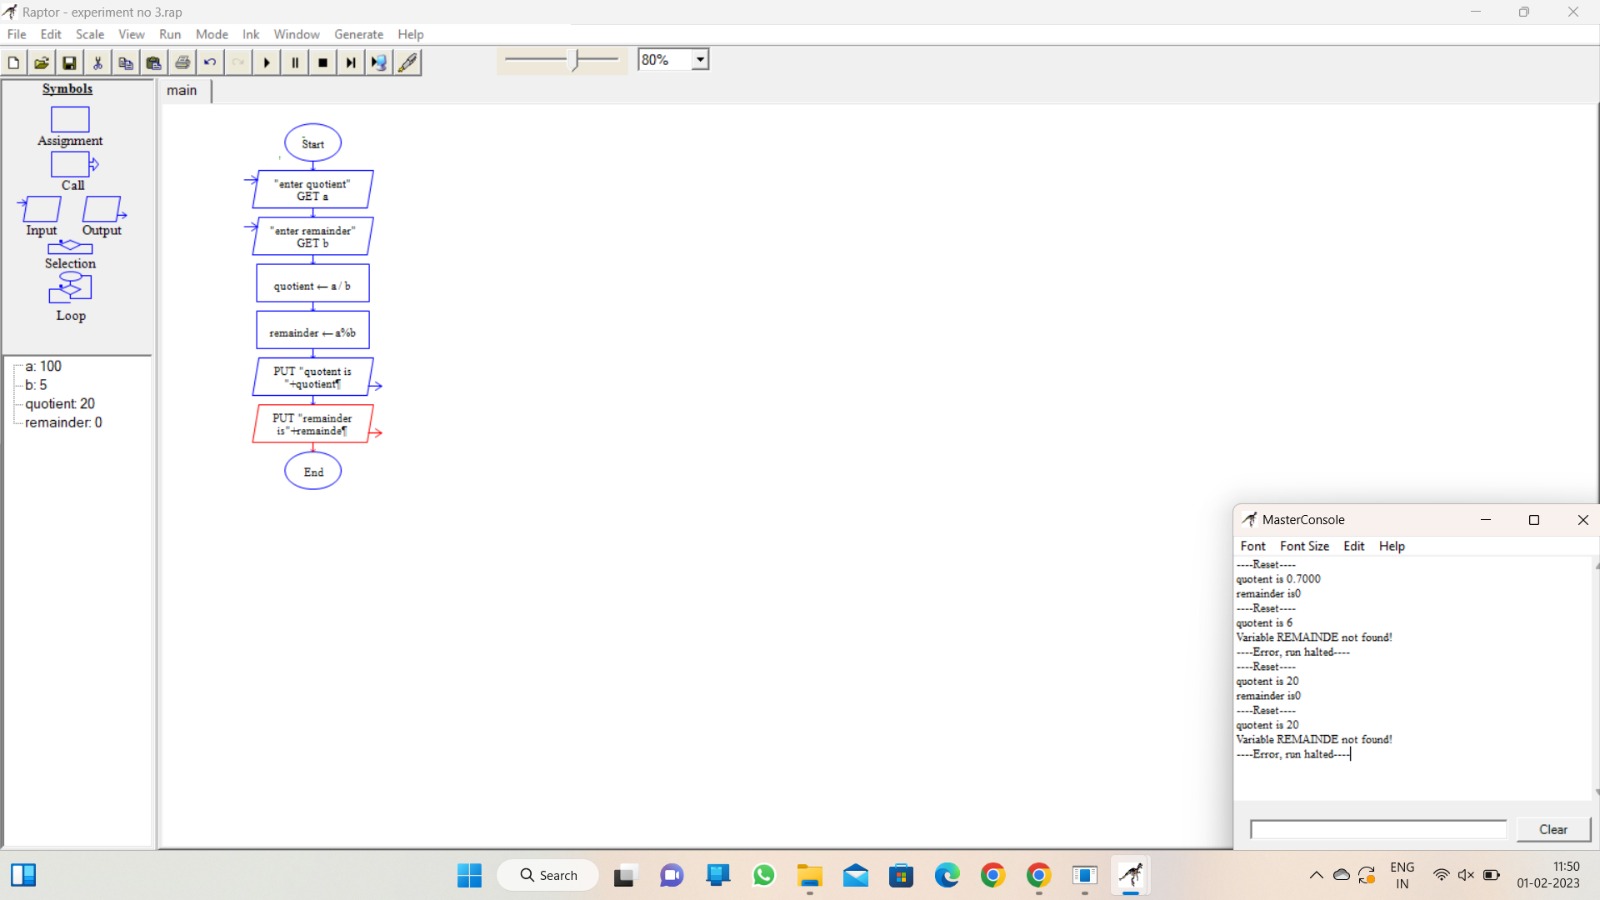 Raptor - experiment no 3.rap
File Edit Scale View Run Mode Ink Window Generate Help
80%
Symbols
Assignment
Call
Input Output
Selection
Loop
a: 100
b: 5
quotient: 20
remainder: 0
main
Start
"enter quotient"
GET a
"enter remainder"
GET b
quotient ← a / b
remainder ← a%b
PUT "quotent is
"+quotient¶
PUT "remainder
is"+remainde¶
End
MasterConsole
Font Font Size Edit Help
----Reset----
quotent is 0.7000
remainder is0
----Reset----
quotent is 6
Variable REMAINDE not found!
----Error, run halted----
----Reset----
quotent is 20
remainder is0
----Reset----
quotent is 20
Variable REMAINDE not found!
----Error, run halted----
Clear
Search
ENG
IN
11:50
01-02-2023